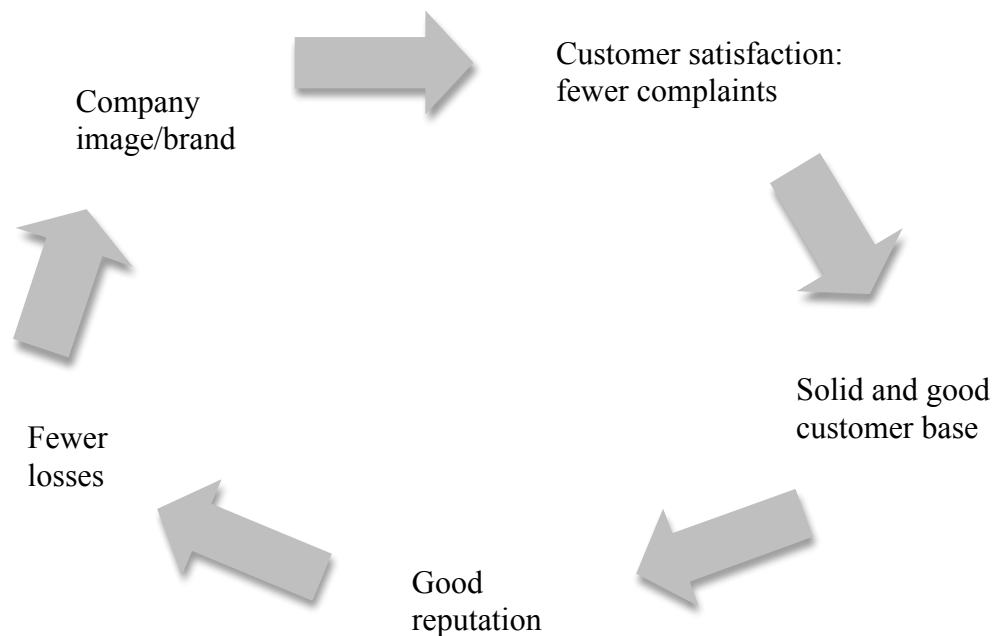 Customer satisfaction:
fewer complaints
Company
image/brand
Solid and good
customer base
Fewer
losses
Good
reputation